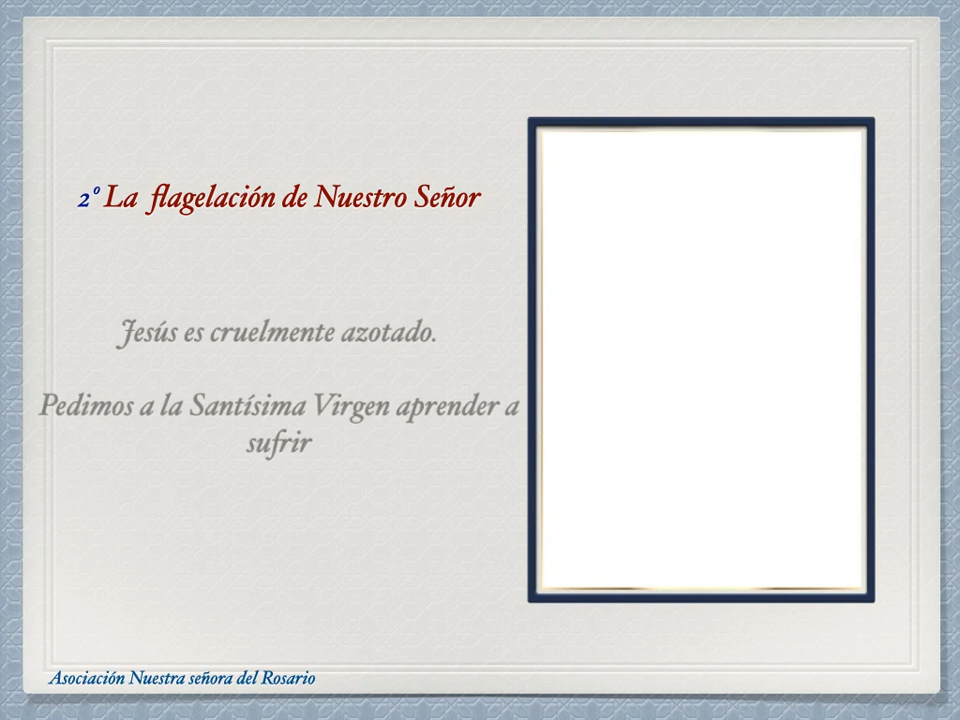 2º La flagelación de Nuestro Señor
Jesús es cruelmente azotado.
Pedimos a la Santísima Virgen aprender a
sufrir
Asociación Nuestra señora del Rosario